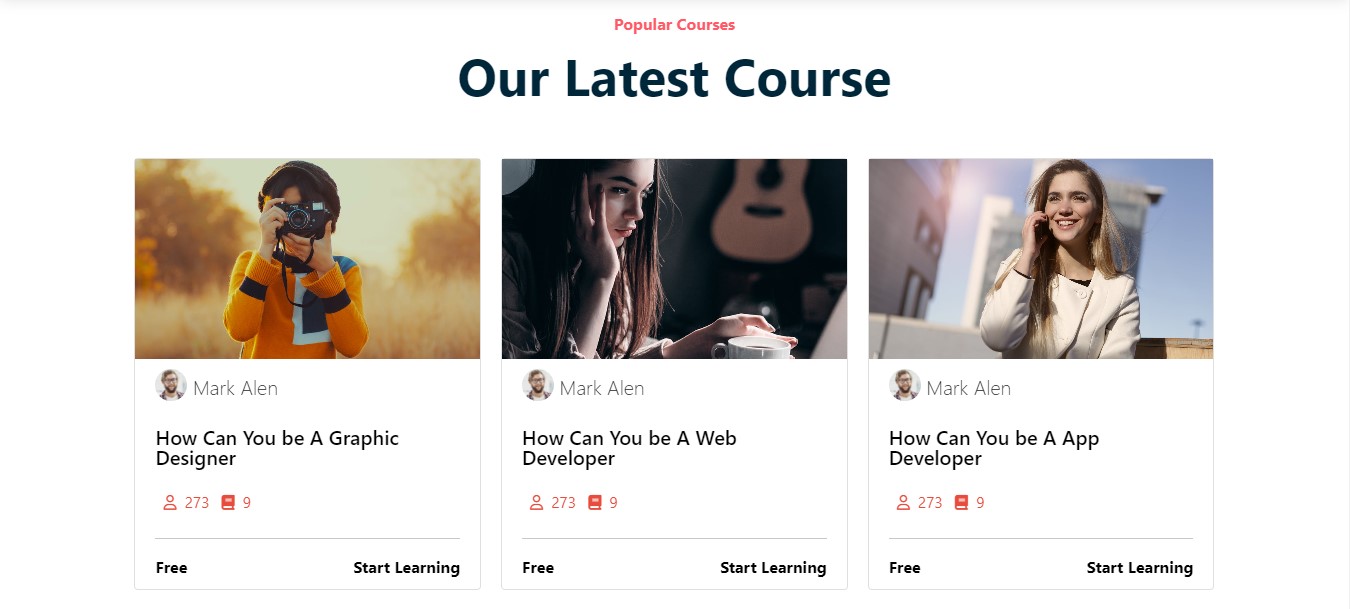 Popular Courses
Our Latest Course
Mark Alen
How Can You be A Graphic
Designer
273 9
Free Start Learning
Mark Alen
How Can You be A Web
Developer
273 9
Free Start Learning
Mark Alen
How Can You be A App
Developer
273 9
Free Start Learning